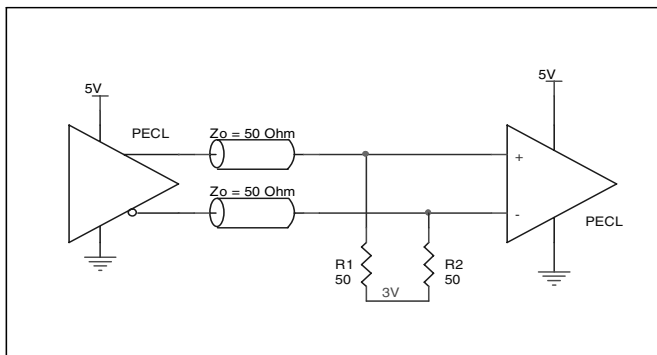 5V
PECL
Zo = 50 Ohm
Zo = 50 Ohm
5V
+
-
PECL
R1
50
R2
50
3V